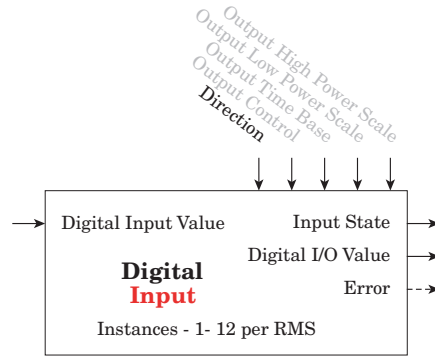 Output High Power Scale
Output Low Power Scale
Output Time Base
Output Control
Direction
Digital Input Value
Input State
Digital I/O Value
Error
Digital
Input
Instances - 1- 12 per RMS